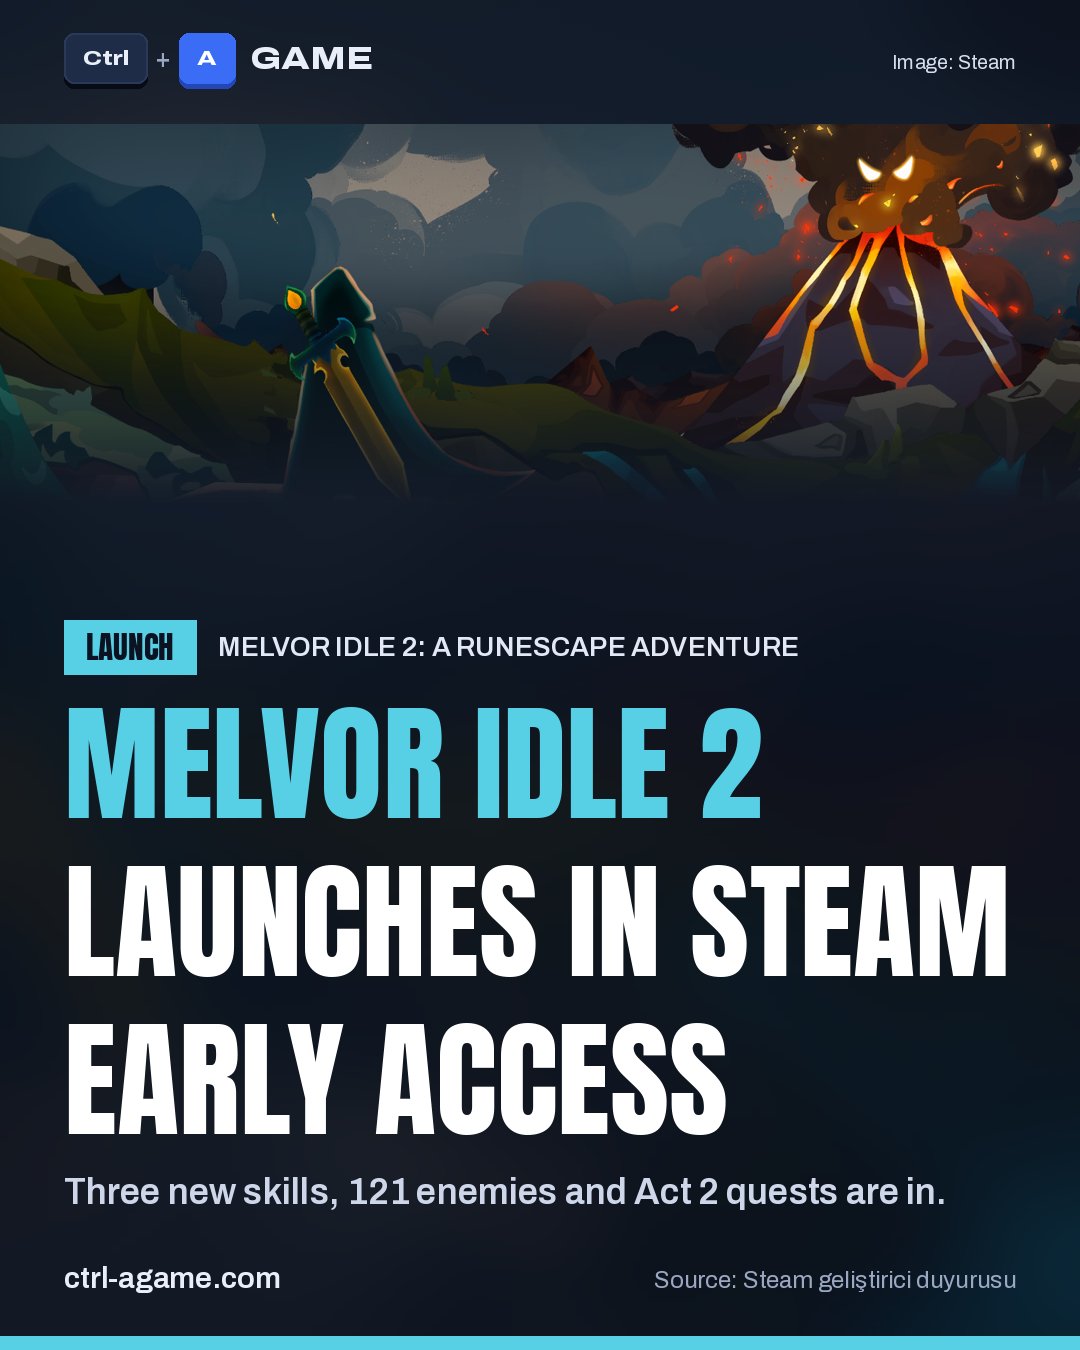 Ctrl + A GAME
Image: Steam
LAUNCH MELVOR IDLE 2: A RUNESCAPE ADVENTURE
MELVOR IDLE 2
LAUNCHES IN STEAM
EARLY ACCESS
Three new skills, 121 enemies and Act 2 quests are in.
ctrl-agame.com
Source: Steam geliştirici duyurusu